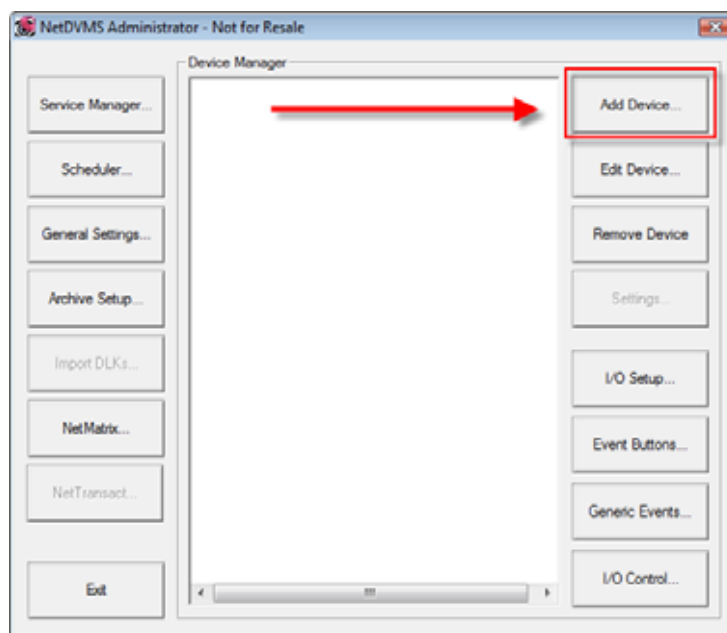 NetDVMS Administrator - Not for Resale
Device Manager
Service Manager...
Scheduler...
General Settings...
Archive Setup...
Import DLKs...
NetMatrix...
NetTransact...
Exit
Add Device...
Edit Device...
Remove Device
Settings...
I/O Setup...
Event Buttons...
Generic Events...
I/O Control...